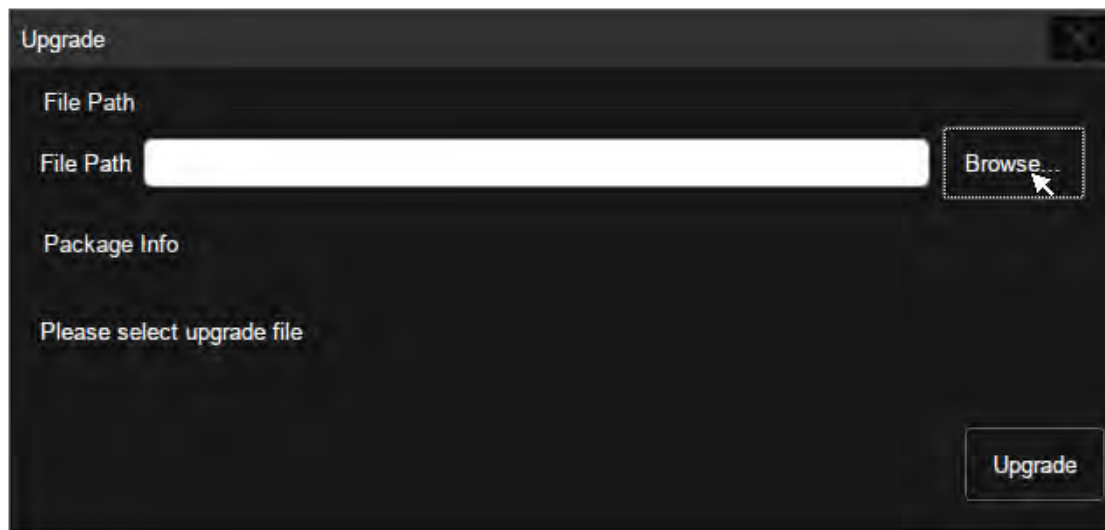 Upgrade
File Path
File Path Browse...
Package Info
Please select upgrade file
Upgrade